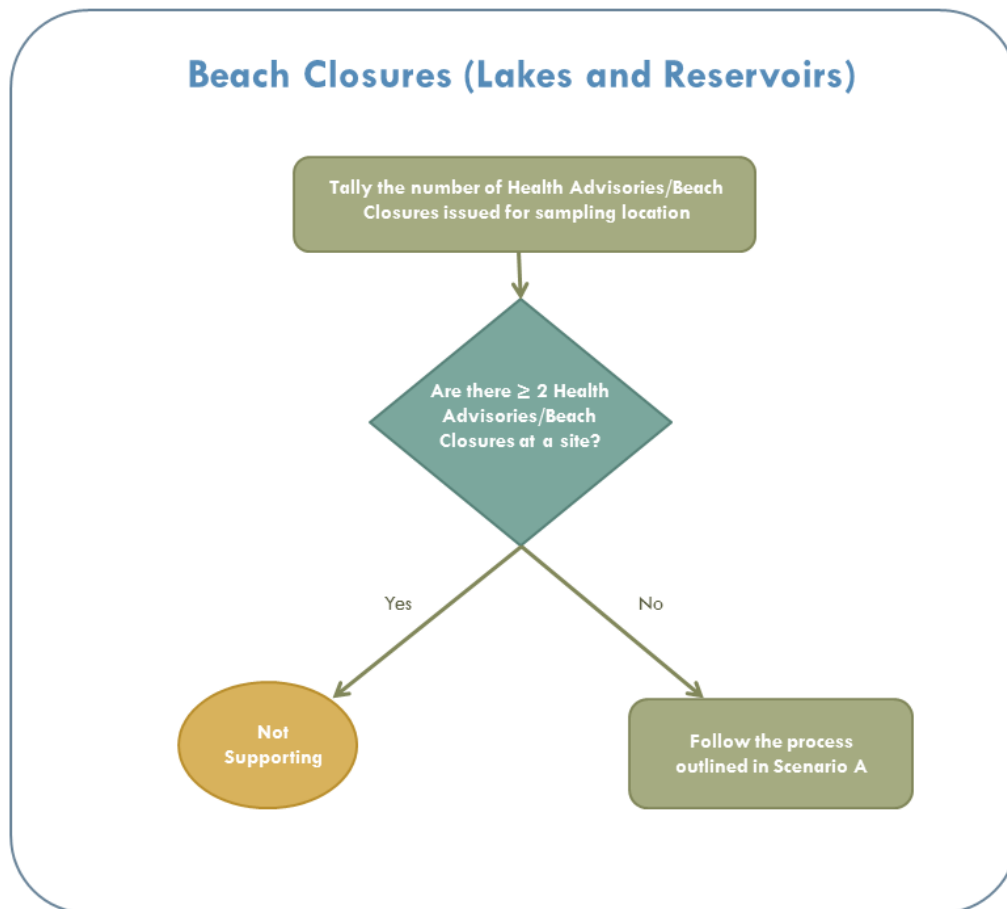 Beach Closures (Lakes and Reservoirs)
Tally the number of Health Advisories/Beach
Closures issued for sampling location
Are there ≥ 2 Health
Advisories/Beach
Closures at a site?
Yes
No
Not
Supporting
Follow the process
outlined in Scenario A